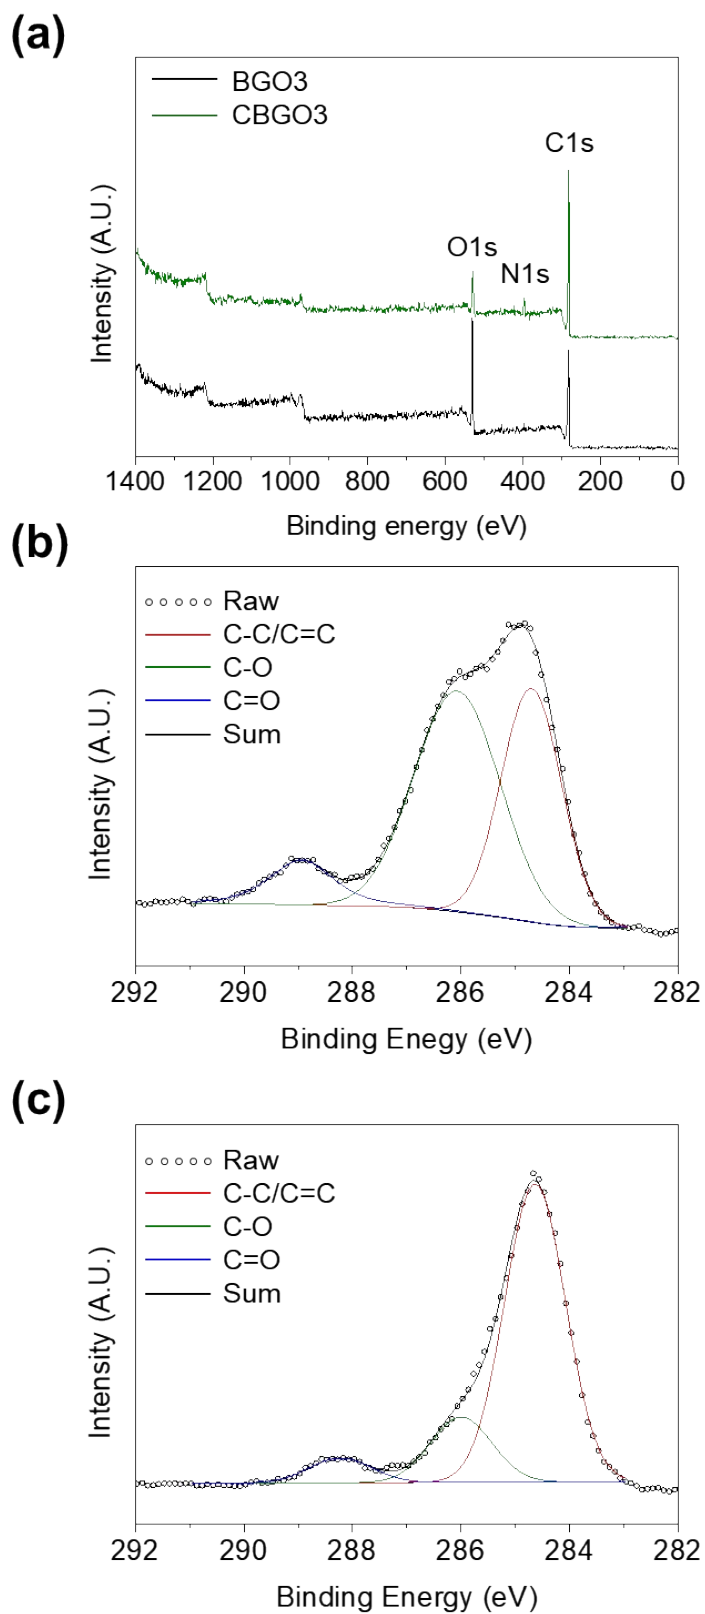 (a)
BGO3
CBGO3
C1s
O1s
N1s
Intensity (A.U.)
1400 1200 1000 800 600 400 200 0
Binding energy (eV)
(b)
Raw
C-C/C=C
C-O
C=O
Sum
Intensity (A.U.)
292 290 288 286 284 282
Binding Enegy (eV)
(c)
Raw
C-C/C=C
C-O
C=O
Sum
Intensity (A.U.)
292 290 288 286 284 282
Binding Energy (eV)